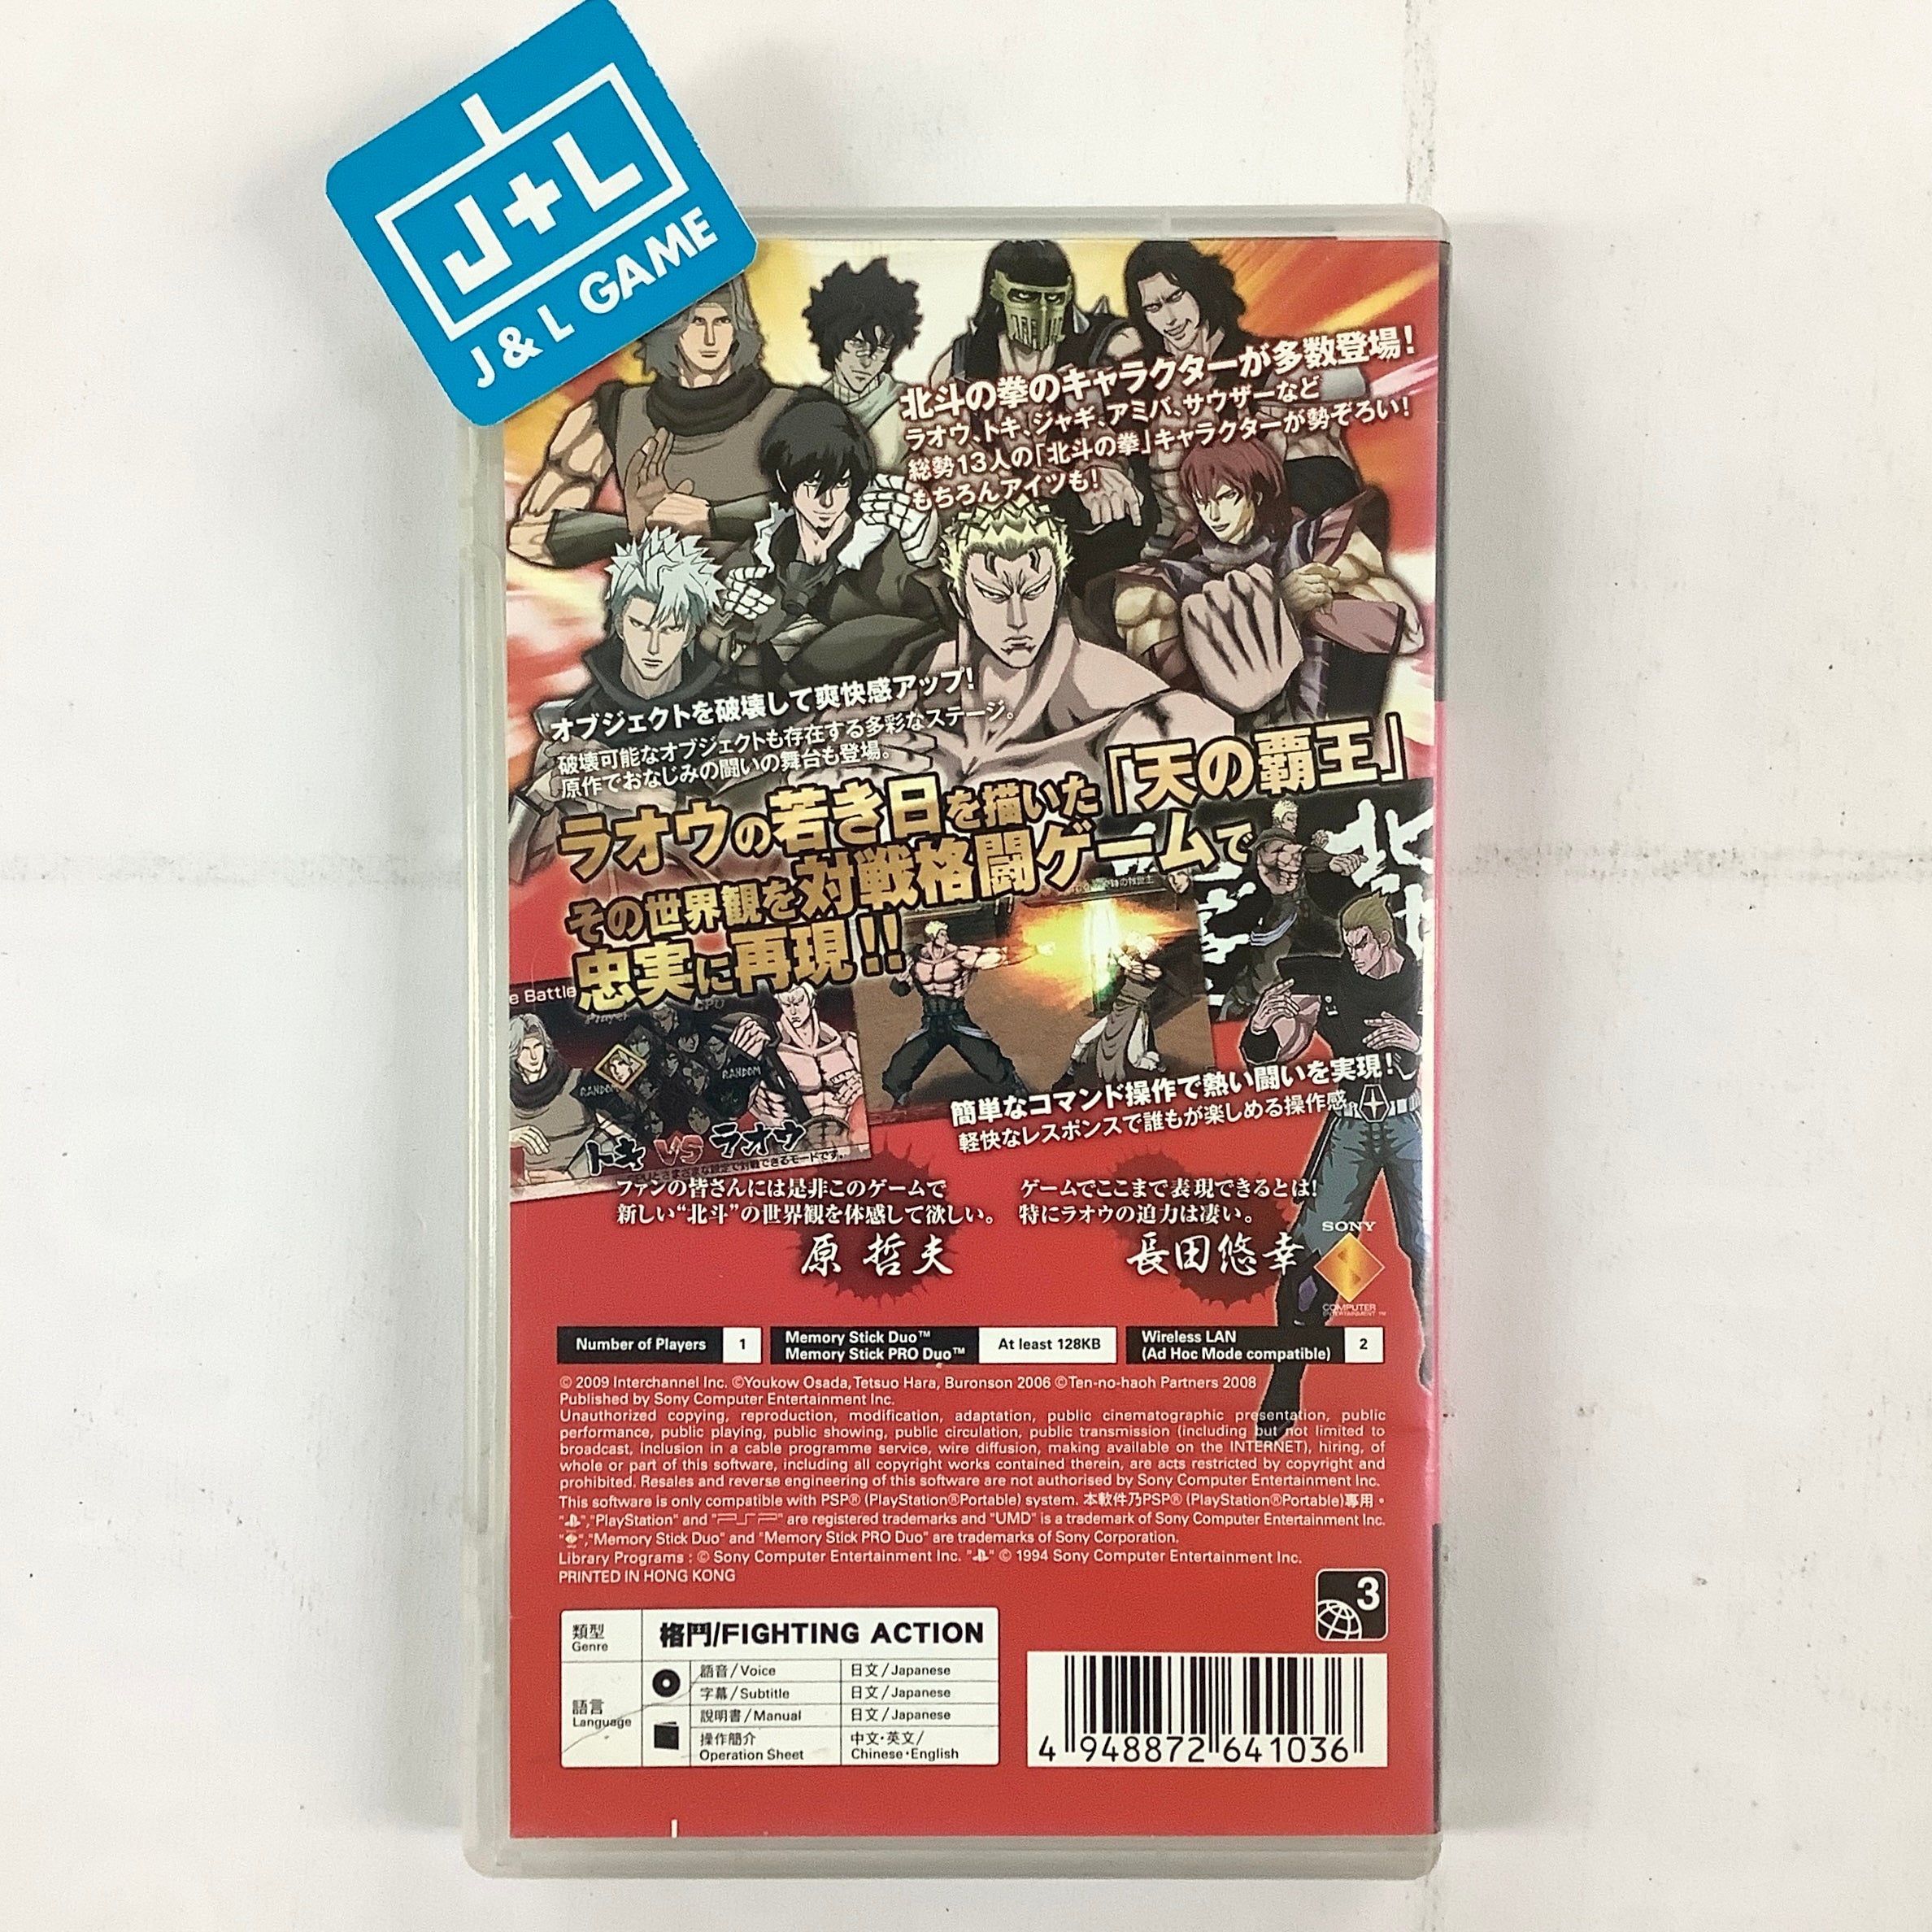 J+L
J & L GAME
北斗の拳のキャラクターが多数登場!
ラオウ、トキ、ジャギ、アミバ、サウザーなど
総勢13人の「北斗の拳」キャラクターが勢ぞろい!
もちろんアイツも!
オブジェクトを破壊して爽快感アップ!
破壊可能なオブジェクトも存在する多彩なステージ。
原作でおなじみの闘いの舞台も登場。
ラオウの若き日を描いた「天の覇王」
その世界観を対戦格闘ゲームで
忠実に再現!!
e Battle
CPU
RANDOM
RANDOM
トキ VS ラオウ
簡単なコマンド操作で熱い闘いを実現!
軽快なレスポンスで誰もが楽しめる操作感。
ファンの皆さんには是非このゲームで
新しい“北斗”の世界観を体感して欲しい。
原 哲夫
ゲームでここまで表現できるとは!
特にラオウの迫力は凄い。
長田悠幸
SONY
COMPUTER
ENTERTAINMENT™
Number of Players 1
Memory Stick Duo™
Memory Stick PRO Duo™ At least 128KB
Wireless LAN
(Ad Hoc Mode compatible) 2
© 2009 Interchannel Inc. ©Youkow Osada, Tetsuo Hara, Buronson 2006 ©Ten-no-haoh Partners 2008
Published by Sony Computer Entertainment Inc.
Unauthorized copying, reproduction, modification, adaptation, public cinematographic presentation, public
performance, public playing, public showing, public circulation, public transmission (including but not limited to
broadcast, inclusion in a cable programme service, wire diffusion, making available on the INTERNET), hiring, of
whole or part of this software, including all copyright works contained therein, are acts restricted by copyright and
prohibited. Resales and reverse engineering of this software are not authorised by Sony Computer Entertainment Inc.
This software is only compatible with PSP® (PlayStation®Portable) system. 本軟件乃PSP® (PlayStation®Portable)專用。
" ","PlayStation" and "PSP" are registered trademarks and "UMD" is a trademark of Sony Computer Entertainment Inc.
" ","Memory Stick Duo" and "Memory Stick PRO Duo" are trademarks of Sony Corporation.
Library Programs : © Sony Computer Entertainment Inc. " " © 1994 Sony Computer Entertainment Inc.
PRINTED IN HONG KONG
3
類型
Genre
格鬥/FIGHTING ACTION
語言
Language
語音/Voice 日文/Japanese
字幕/Subtitle 日文/Japanese
說明書/Manual 日文/Japanese
操作簡介
Operation Sheet
中文・英文/
Chinese・English
4 948872 641036